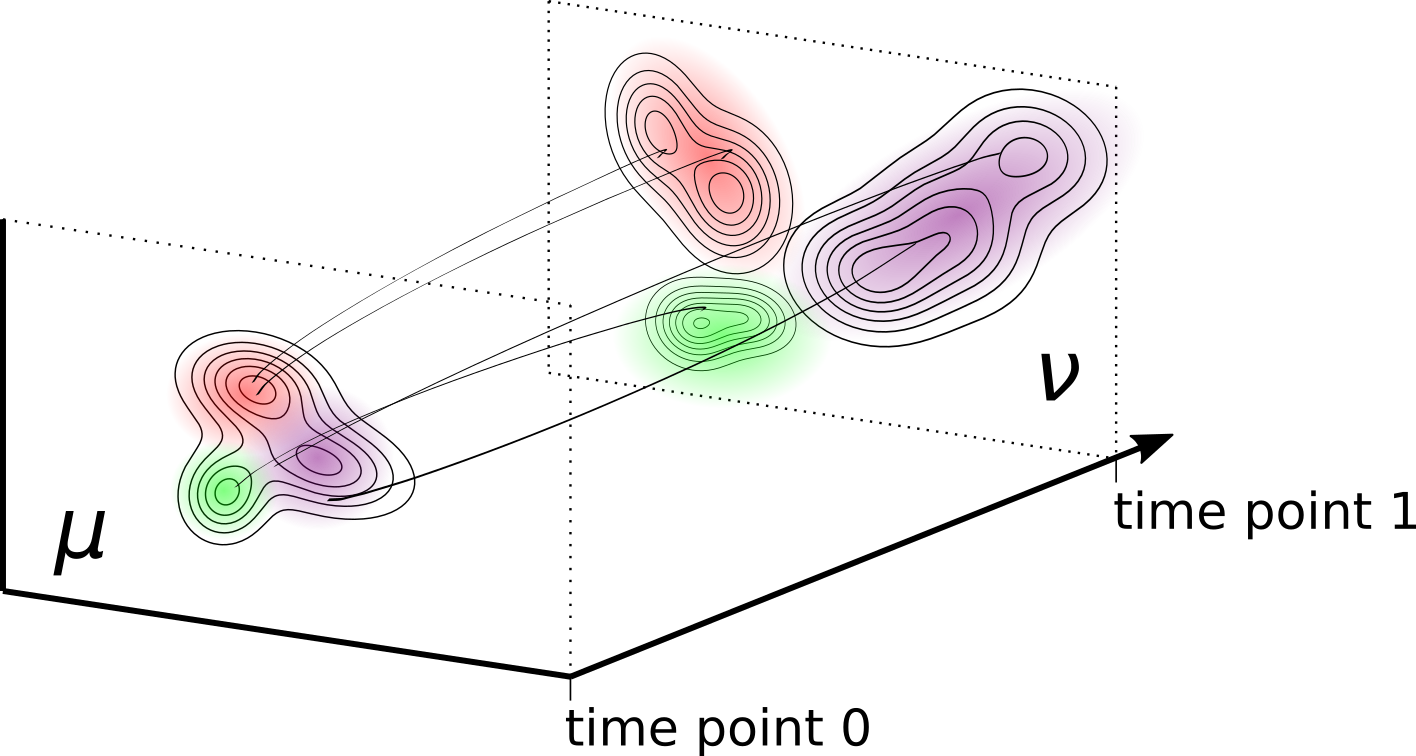 μ
ν
time point 1
time point 0